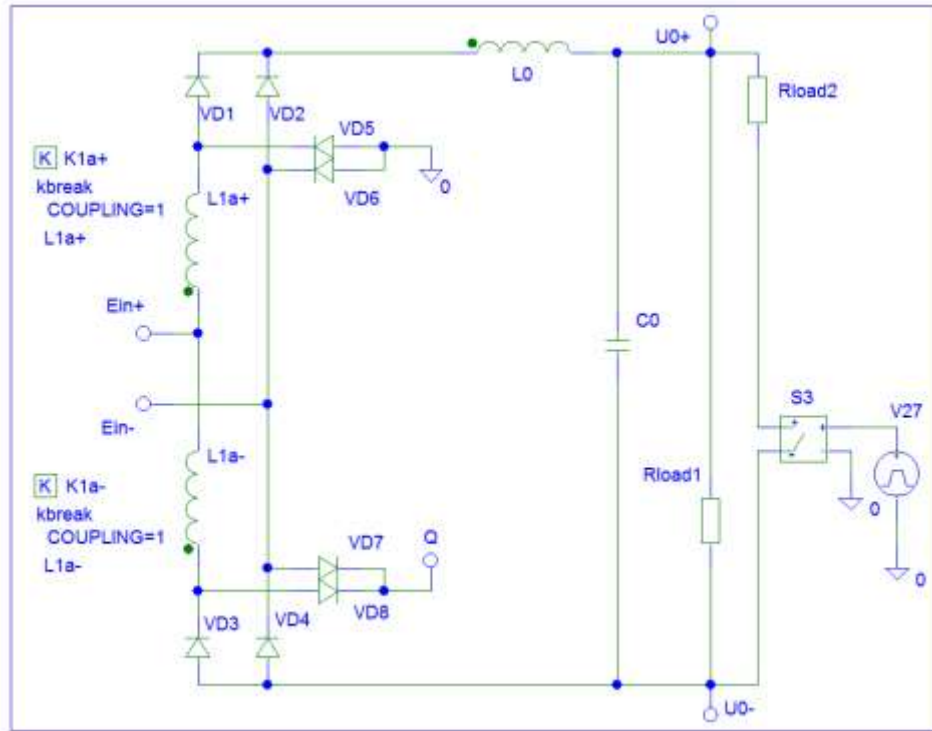 U0+
L0
Rload2
VD1
VD2
VD5
0
VD6
K K1a+
kbreak
COUPLING=1
L1a+
L1a+
Ein+
C0
Ein-
S3
V27
L1a-
Rload1
K K1a-
kbreak
COUPLING=1
L1a-
0
VD7
Q
VD8
0
VD3
VD4
U0-